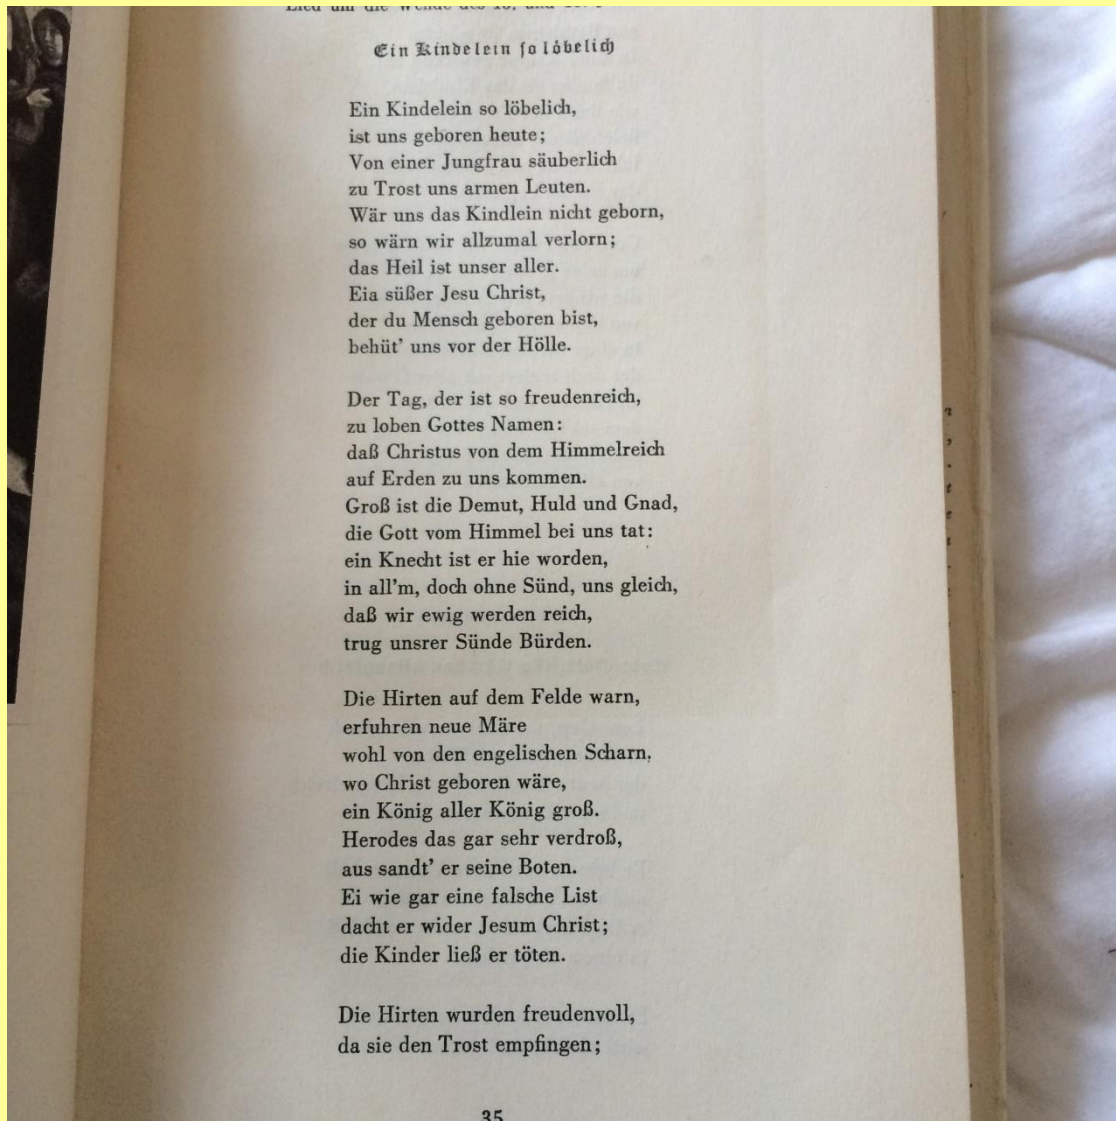 Lied um die Wende des 15. und
Ein Kindelein so löbelich
Ein Kindelein so löbelich,
ist uns geboren heute;
Von einer Jungfrau säuberlich
zu Trost uns armen Leuten.
Wär uns das Kindlein nicht geborn,
so wärn wir allzumal verlorn;
das Heil ist unser aller.
Eia süßer Jesu Christ,
der du Mensch geboren bist,
behüt' uns vor der Hölle.
Der Tag, der ist so freudenreich,
zu loben Gottes Namen:
daß Christus von dem Himmelreich
auf Erden zu uns kommen.
Groß ist die Demut, Huld und Gnad,
die Gott vom Himmel bei uns tat:
ein Knecht ist er hie worden,
in all'm, doch ohne Sünd, uns gleich,
daß wir ewig werden reich,
trug unsrer Sünde Bürden.
Die Hirten auf dem Felde warn,
erfuhren neue Märe
wohl von den engelischen Scharn,
wo Christ geboren wäre,
ein König aller König groß.
Herodes das gar sehr verdroß,
aus sandt' er seine Boten.
Ei wie gar eine falsche List
dacht er wider Jesum Christ;
die Kinder ließ er töten.
Die Hirten wurden freudenvoll,
da sie den Trost empfingen;
35